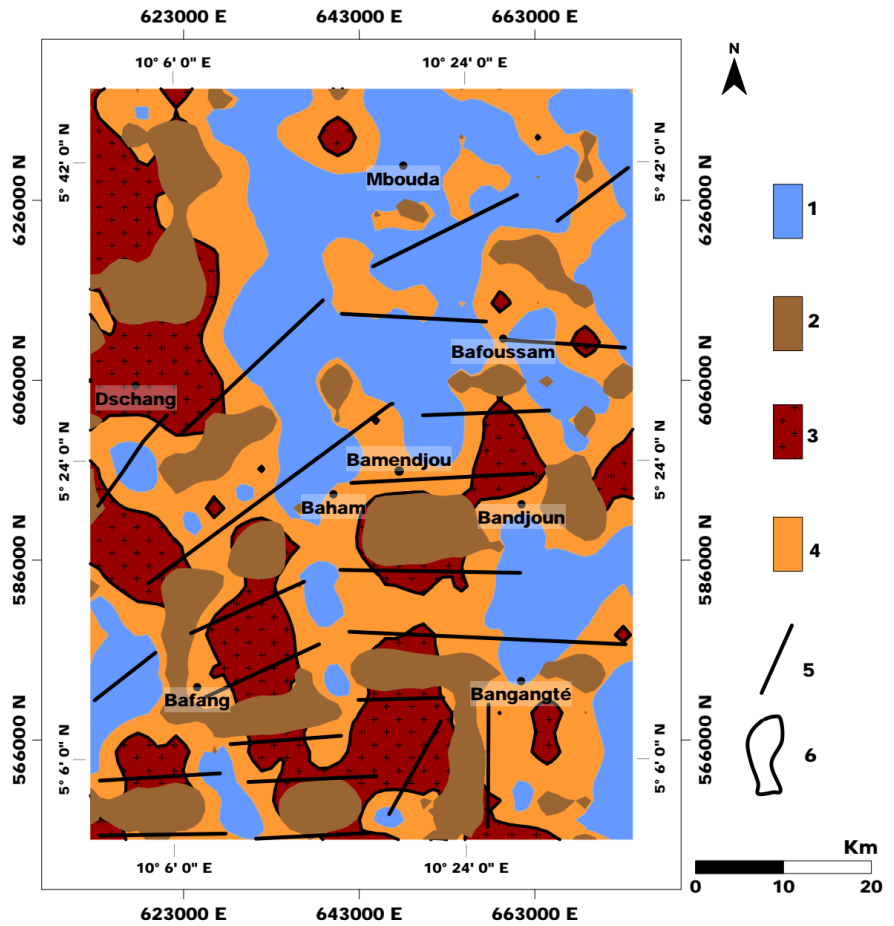 623000 E 643000 E 663000 E
10° 6' 0" E 10° 24' 0" E
N
5° 42' 0" N 5° 42' 0" N
626000 N 626000 N
Mbouda
1
2
Bafoussam
606000 N 606000 N
Dschang
3
5° 24' 0" N 5° 24' 0" N
Bamendjou
Baham
Bandjoun
4
586000 N 586000 N
5
Bafang
Bangangté
566000 N 566000 N
5° 6' 0" N 5° 6' 0" N
6
Km
0 10 20
10° 6' 0" E 10° 24' 0" E
623000 E 643000 E 663000 E